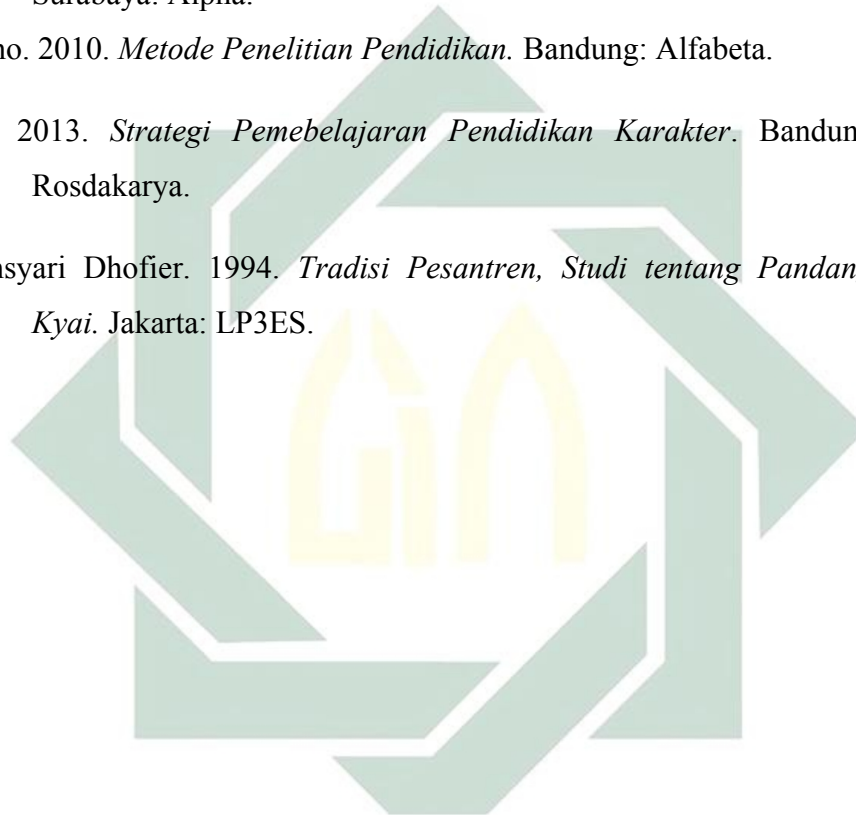 Surabaya: Alpha.
no. 2010. Metode Penelitian Pendidikan. Bandung: Alfabeta.
2013. Strategi Pemebelajaran Pendidikan Karakter. Bandun
Rosdakarya.
nsyari Dhofier. 1994. Tradisi Pesantren, Studi tentang Pandan
Kyai. Jakarta: LP3ES.